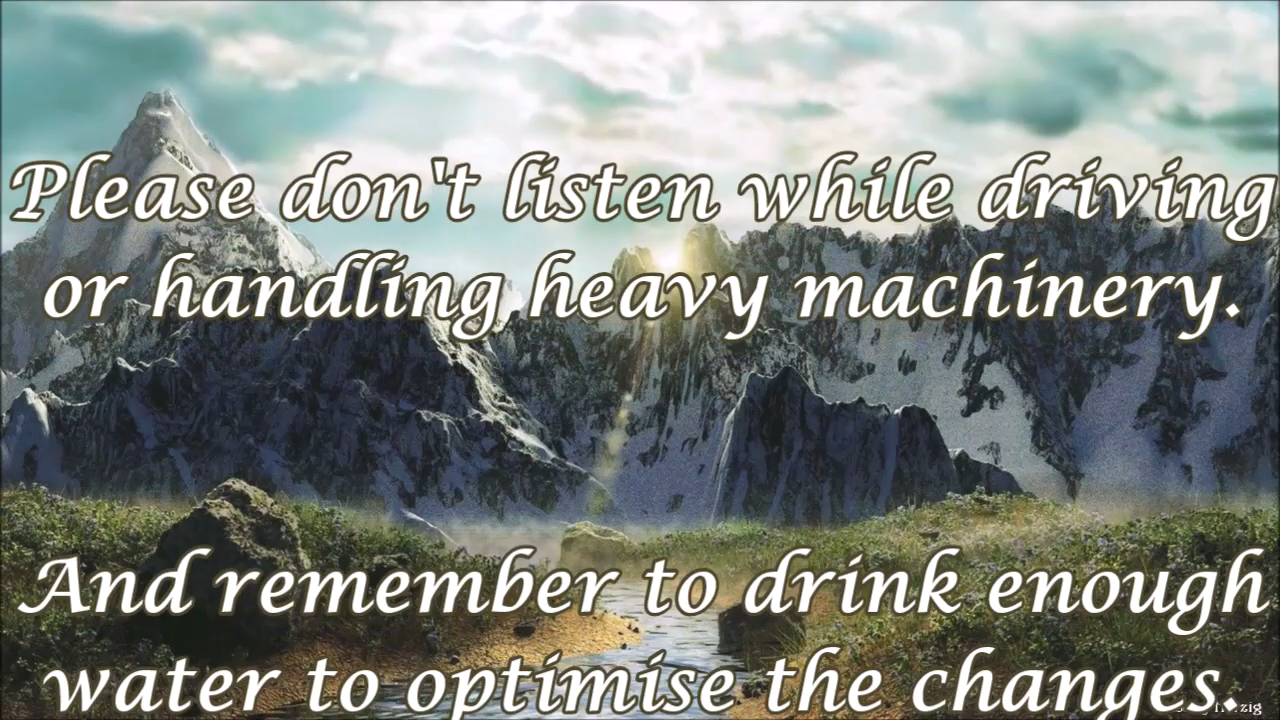 Please don't listen while driving
or handling heavy machinery.
And remember to drink enough
water to optimise the changes.